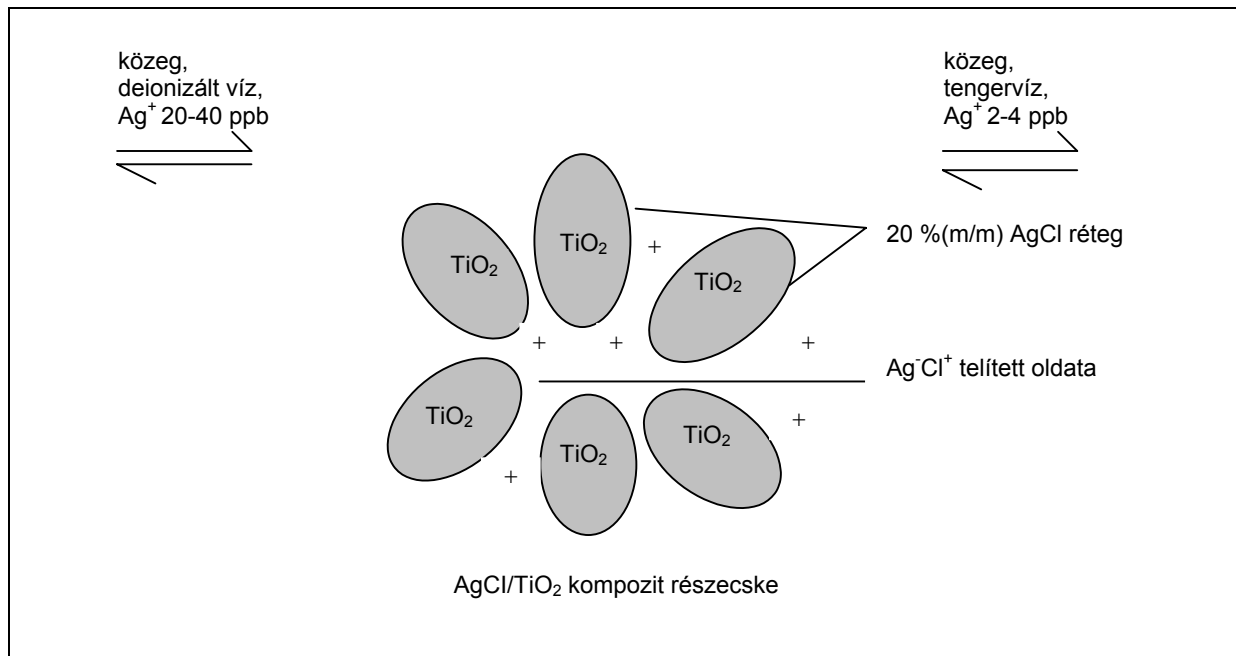 közeg,
deionizált víz,
Ag⁺ 20-40 ppb
közeg,
tengervíz,
Ag⁺ 2-4 ppb
TiO₂
TiO₂
TiO₂
+
20 %(m/m) AgCl réteg
+ + +
Ag⁻Cl⁺ telített oldata
TiO₂
TiO₂
TiO₂
+
+
AgCl/TiO₂ kompozit részecske